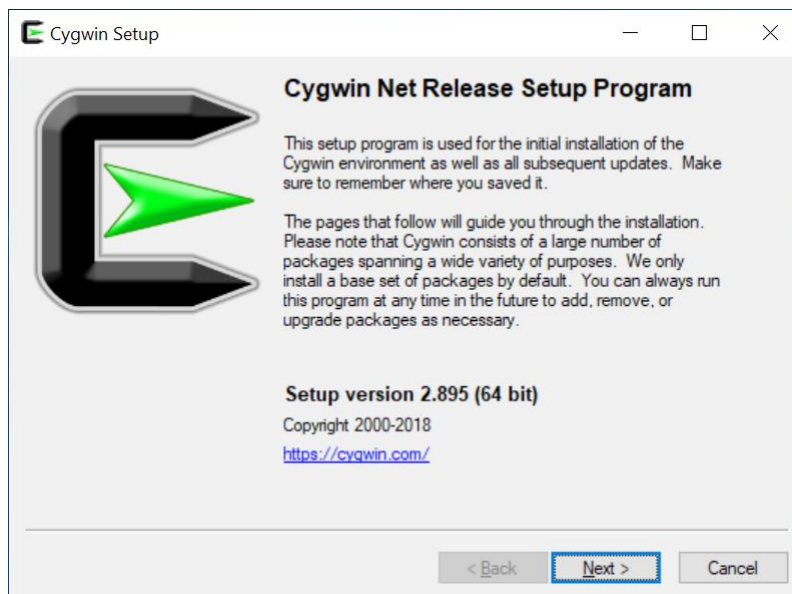 Cygwin Setup
Cygwin Net Release Setup Program
This setup program is used for the initial installation of the
Cygwin environment as well as all subsequent updates.  Make
sure to remember where you saved it.
The pages that follow will guide you through the installation.
Please note that Cygwin consists of a large number of
packages spanning a wide variety of purposes.  We only
install a base set of packages by default.  You can always run
this program at any time in the future to add, remove, or
upgrade packages as necessary.
Setup version 2.895 (64 bit)
Copyright 2000-2018
https://cygwin.com/
< Back Next > Cancel